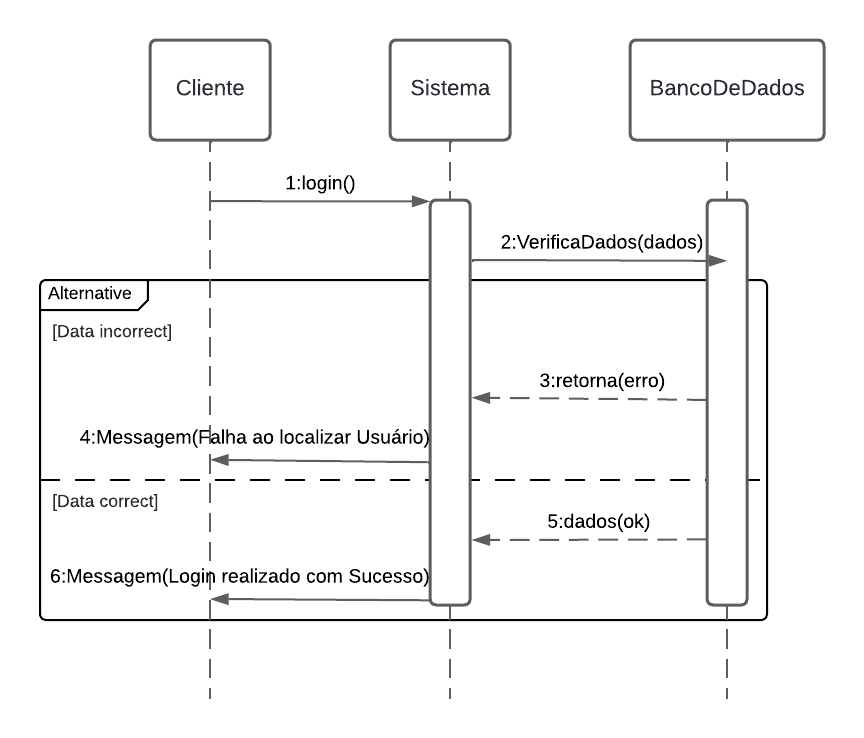 Cliente
Sistema
BancoDeDados
1:login()
2:VerificaDados(dados)
Alternative
[Data incorrect]
3:retorna(erro)
4:Messagem(Falha ao localizar Usuário)
[Data correct]
5:dados(ok)
6:Messagem(Login realizado com Sucesso)